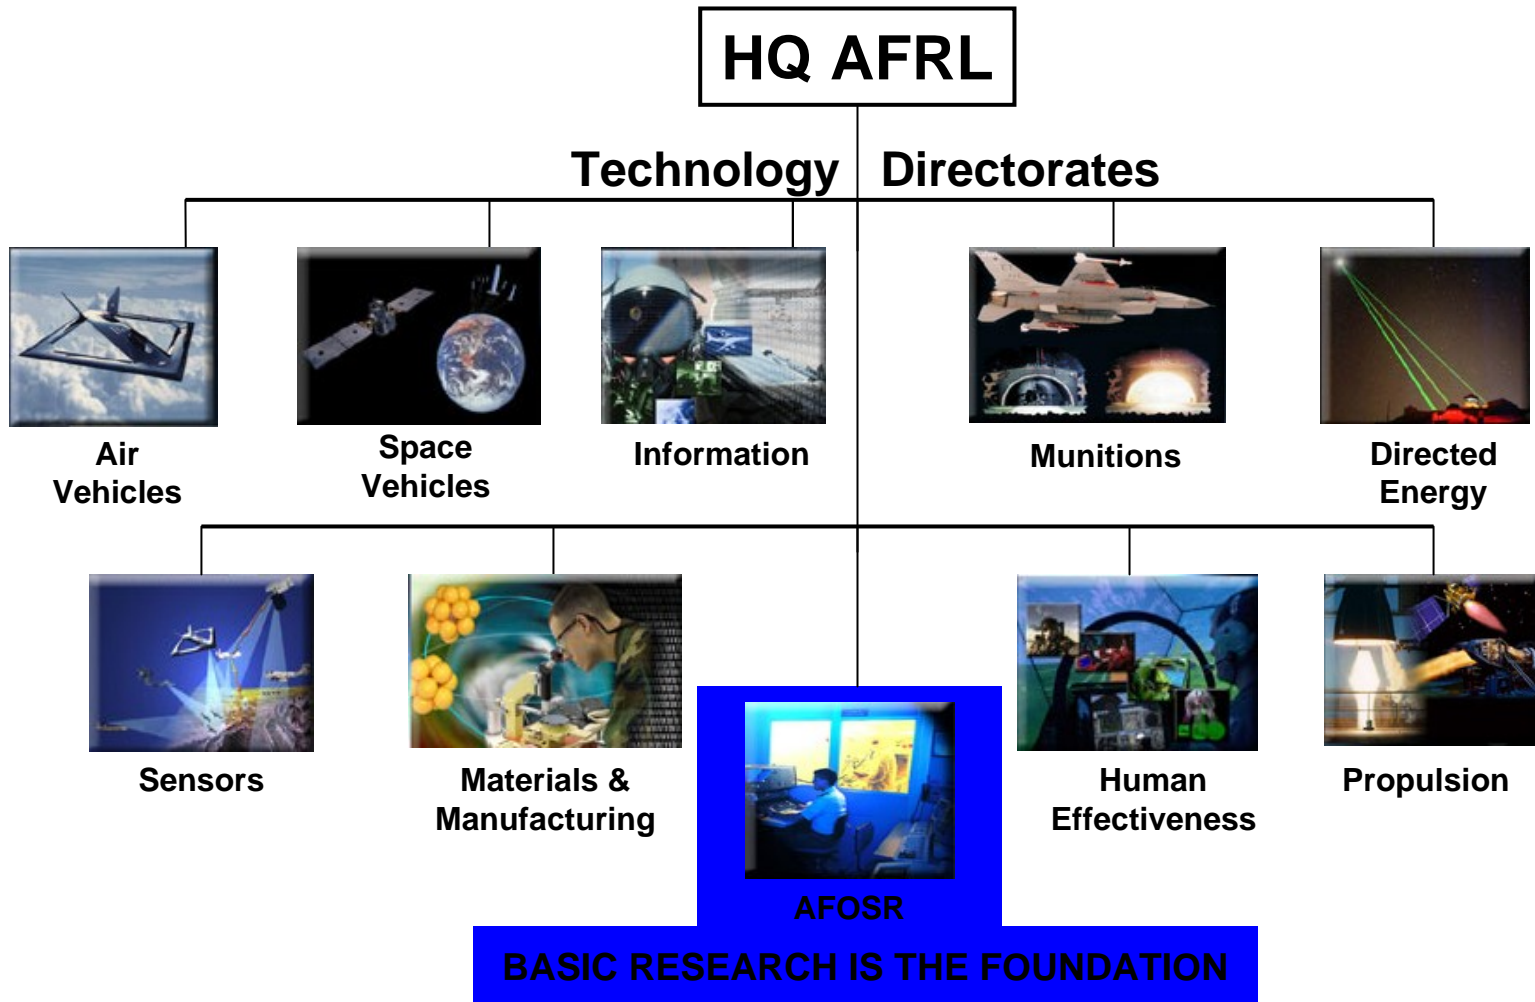 HQ AFRL
Technology Directorates
Air
Vehicles
Space
Vehicles
Information
Munitions
Directed
Energy
Sensors
Materials &
Manufacturing
Human
Effectiveness
Propulsion
AFOSR
BASIC RESEARCH IS THE FOUNDATION